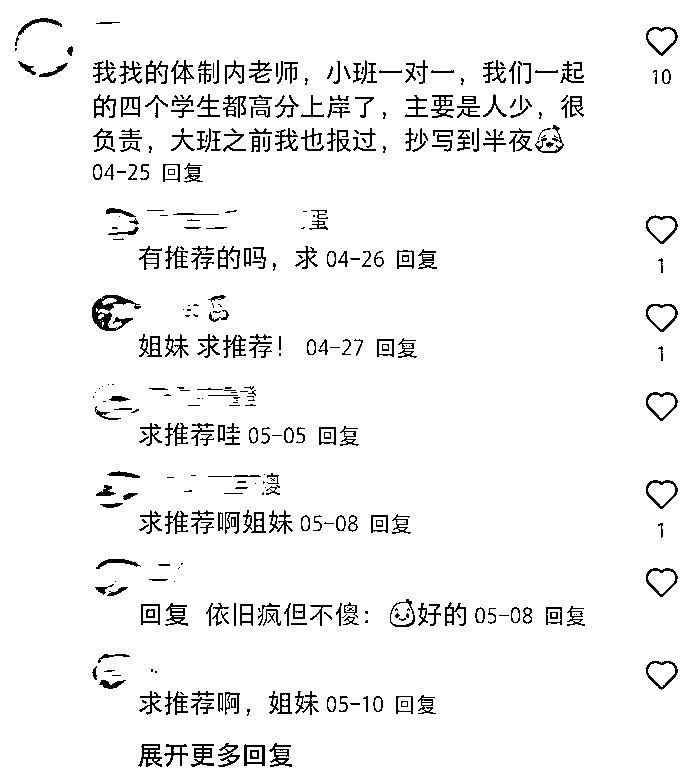 我找的体制内老师，小班一对一，我们一起
10
的四个学生都高分上岸了，主要是人少，很
负责，大班之前我也报过，抄写到半夜
04-25 回复
蛋
有推荐的吗，求 04-26 回复
1
姐妹 求推荐！ 04-27 回复
1
求推荐哇 05-05 回复
傻
求推荐啊姐妹 05-08 回复
1
回复 依旧疯但不傻：好的 05-08 回复
求推荐啊，姐妹 05-10 回复
展开更多回复